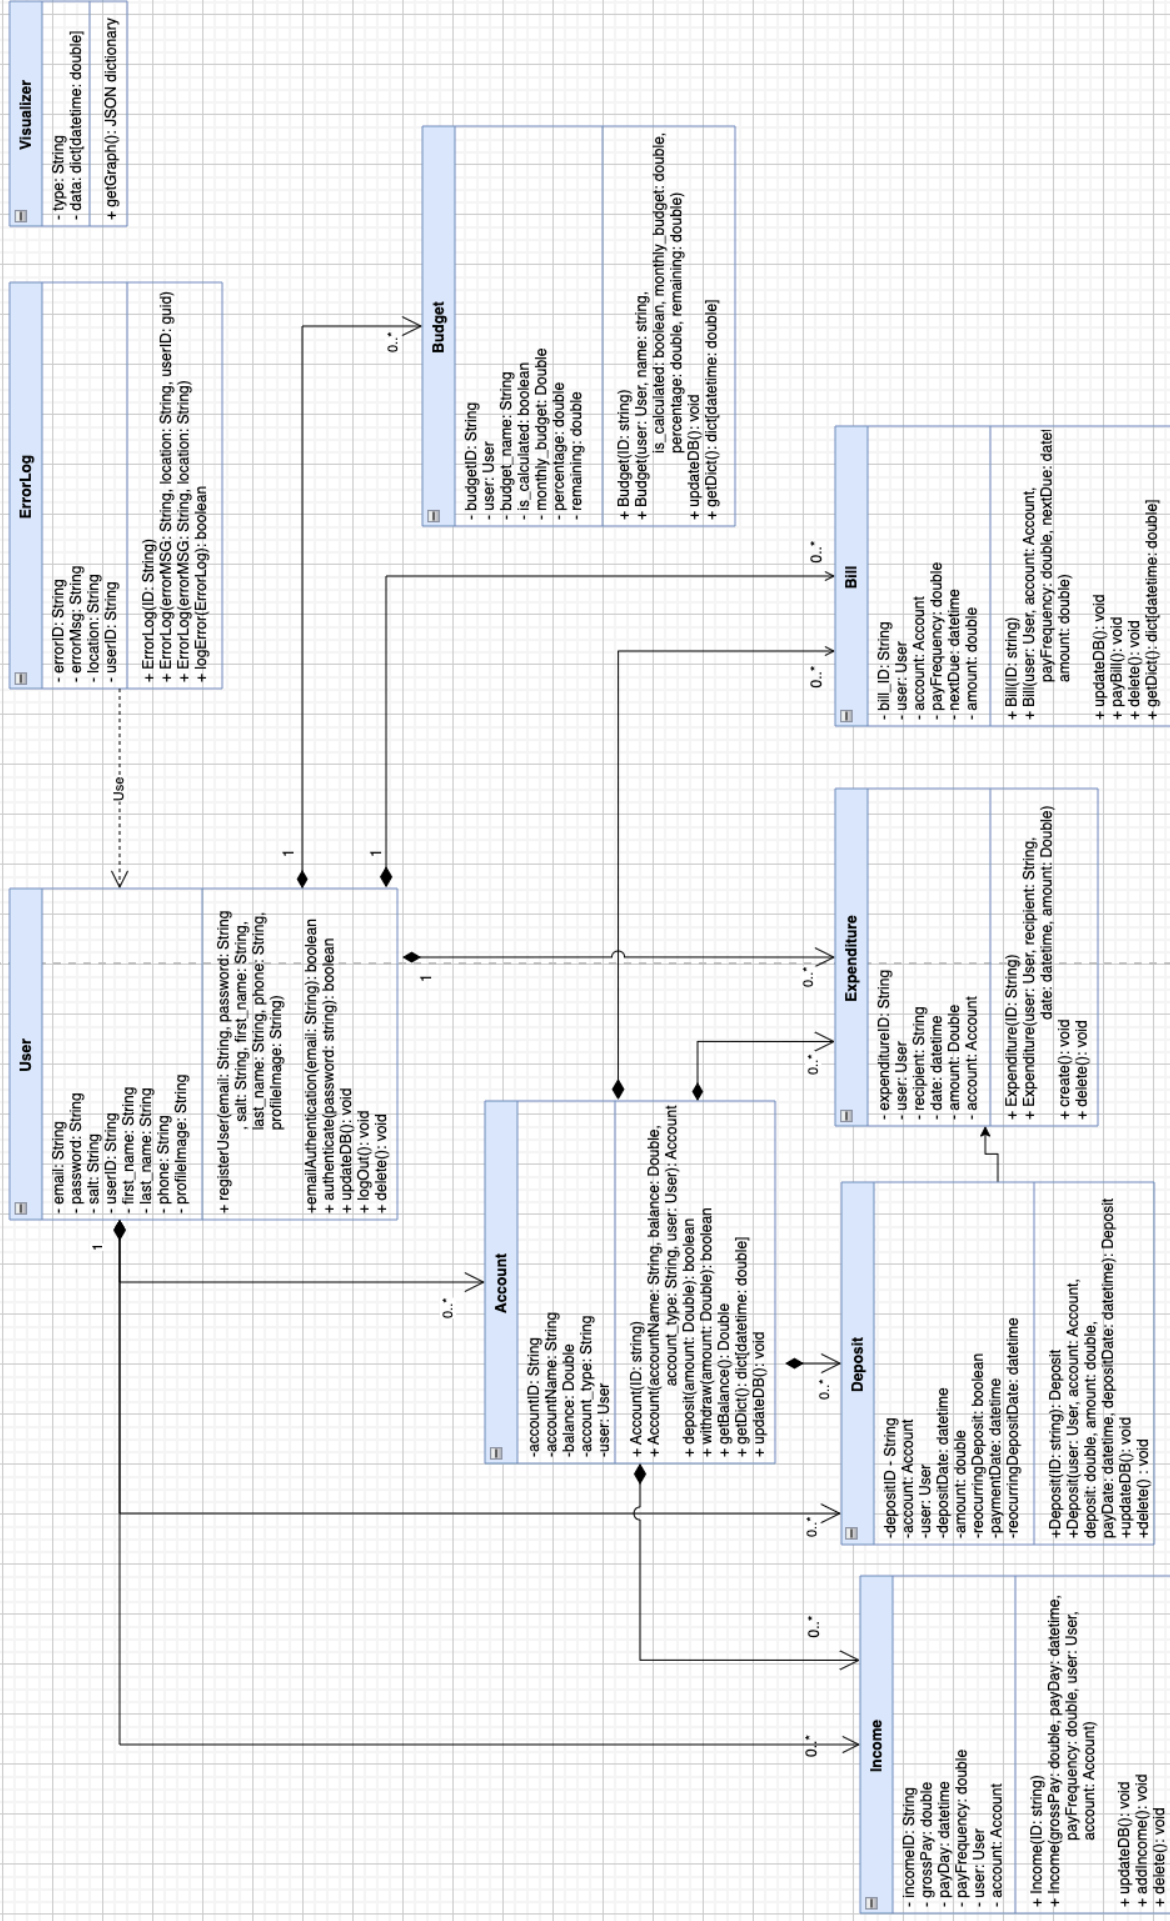 User
- email: String
- password: String
- salt: String
- userID: String
- first_name: String
- last_name: String
- phone: String
- profileImage: String
+ registerUser(email: String, password: String
, salt: String, first_name: String,
last_name: String, phone: String,
profileImage: String)
+emailAuthentication(email: String): boolean
+ authenticate(password: string): boolean
+ updateDB(): void
+ logOut(): void
+ delete(): void
Use
ErrorLog
- errorID: String
- errorMsg: String
- location: String
- userID: String
+ ErrorLog(ID: String)
+ ErrorLog(errorMSG: String, location: String, userID: guid)
+ ErrorLog(errorMSG: String, location: String)
+ logError(ErrorLog): boolean
Visualizer
- type: String
- data: dict[datetime: double]
+ getGraph(): JSON dictionary
1
1
1
1
0..*
0..*
Account
-accountID: String
-accountName: String
-balance: Double
-account_type: String
-user: User
+ Account(ID: string)
+ Account(accountName: String, balance: Double,
account_type: String, user: User): Account
+ deposit(amount: Double): boolean
+ withdraw(amount: Double): boolean
+ getBalance(): Double
+ getDict(): dict[datetime: double]
+ updateDB(): void
Budget
- budgetID: String
- user: User
- budget_name: String
- is_calculated: boolean
- monthly_budget: Double
- percentage: double
- remaining: double
+ Budget(ID: string)
+ Budget(user: User, name: string,
is_calculated: boolean, monthly_budget: double,
percentage: double, remaining: double)
+ updateDB(): void
+ getDict(): dict[datetime: double]
0..*
0..*
0..*
0..*
0..*
0..*
0..*
0..*
Income
- incomeID: String
- grossPay: double
- payDay: datetime
- payFrequency: double
- user: User
- account: Account
+ Income(ID: string)
+ Income(grossPay: double, payDay: datetime,
payFrequency: double, user: User,
account: Account)
+ updateDB(): void
+ addIncome(): void
+ delete(): void
Deposit
-depositID - String
-account: Account
-user: User
-depositDate: datetime
-amount: double
-reocurringDeposit: boolean
-paymentDate: datetime
-reocurringDepositDate: datetime
+Deposit(ID: string): Deposit
+Deposit(user: User, account: Account,
deposit: double, amount: double,
payDate: datetime, depositDate: datetime): Deposit
+updateDB(): void
+delete() : void
Expenditure
- expenditureID: String
- user: User
- recipient: String
- date: datetime
- amount: Double
- account: Account
+ Expenditure(ID: String)
+ Expenditure(user: User, recipient: String,
date: datetime, amount: Double)
+ create(): void
+ delete(): void
Bill
- bill_ID: String
- user: User
- account: Account
- payFrequency: double
- nextDue: datetime
- amount: double
+ Bill(ID: string)
+ Bill(user: User, account: Account,
payFrequency: double, nextDue:
amount: double)
+ updateDB(): void
+ payBill(): void
+ delete(): void
+ getDict(): dict[datetime: double]